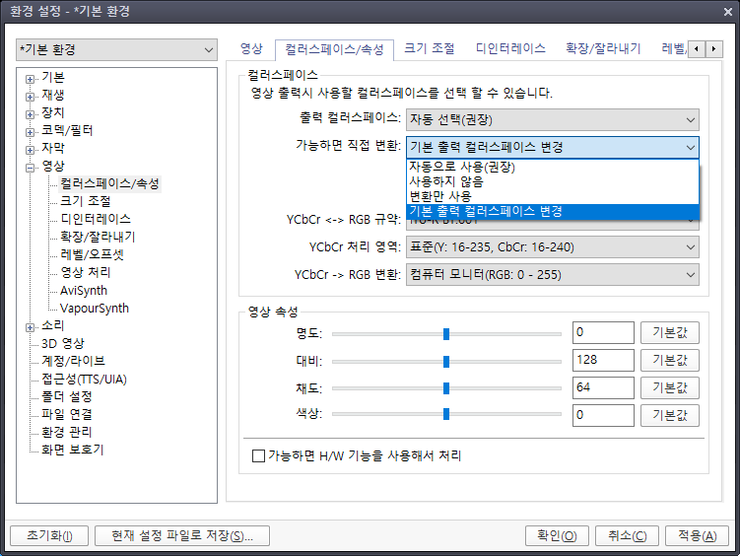 환경 설정 - *기본 환경
*기본 환경
기본
재생
장치
코덱/필터
자막
영상
컬러스페이스/속성
크기 조절
디인터레이스
확장/잘라내기
레벨/오프셋
영상 처리
AviSynth
VapourSynth
소리
3D 영상
계정/라이브
접근성(TTS/UIA)
폴더 설정
파일 연결
환경 관리
화면 보호기
영상 컬러스페이스/속성 크기 조절 디인터레이스 확장/잘라내기 레벨/
컬러스페이스
영상 출력시 사용할 컬러스페이스를 선택 할 수 있습니다.
출력 컬러스페이스: 자동 선택(권장)
가능하면 직접 변환: 기본 출력 컬러스페이스 변경
자동으로 사용(권장)
사용하지 않음
변환만 사용
기본 출력 컬러스페이스 변경
YCbCr <-> RGB 규약:
YCbCr 처리 영역: 표준(Y: 16-235, CbCr: 16-240)
YCbCr -> RGB 변환: 컴퓨터 모니터(RGB: 0 - 255)
영상 속성
명도: 0 기본값
대비: 128 기본값
채도: 64 기본값
색상: 0 기본값
가능하면 H/W 기능을 사용해서 처리
초기화(I) 현재 설정 파일로 저장(S)... 확인(O) 취소(C) 적용(A)